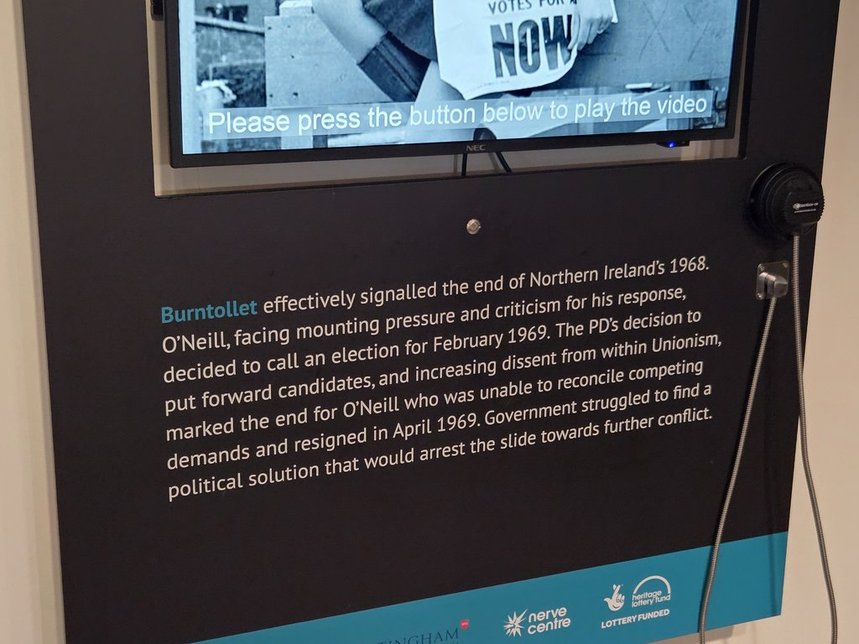 VOTES FOR
NOW
Please press the button below to play the video
NEC
Burntollet effectively signalled the end of Northern Ireland's 1968.
O'Neill, facing mounting pressure and criticism for his response,
decided to call an election for February 1969. The PD's decision to
put forward candidates, and increasing dissent from within Unionism,
marked the end for O'Neill who was unable to reconcile competing
demands and resigned in April 1969. Government struggled to find a
political solution that would arrest the slide towards further conflict.
nerve
centre
heritage
lottery fund
LOTTERY FUNDED